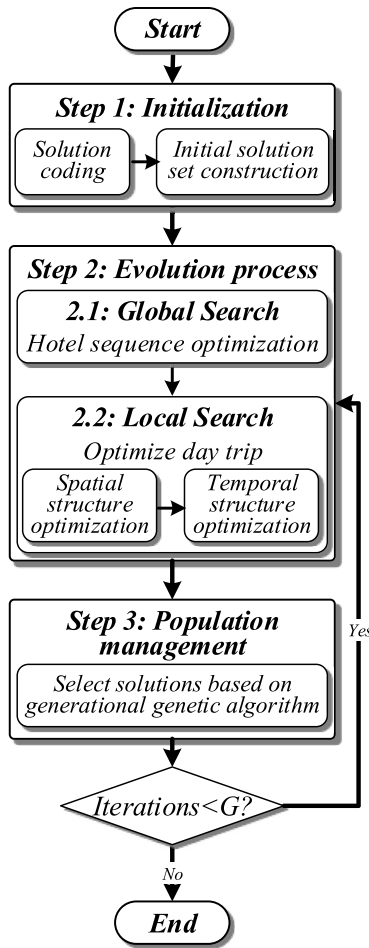 Start
Step 1: Initialization
Solution
coding
Initial solution
set construction
Step 2: Evolution process
2.1: Global Search
Hotel sequence optimization
2.2: Local Search
Optimize day trip
Spatial
structure
optimization
Temporal
structure
optimization
Step 3: Population
management
Select solutions based on
generational genetic algorithm
Yes
Iterations<G?
No
End